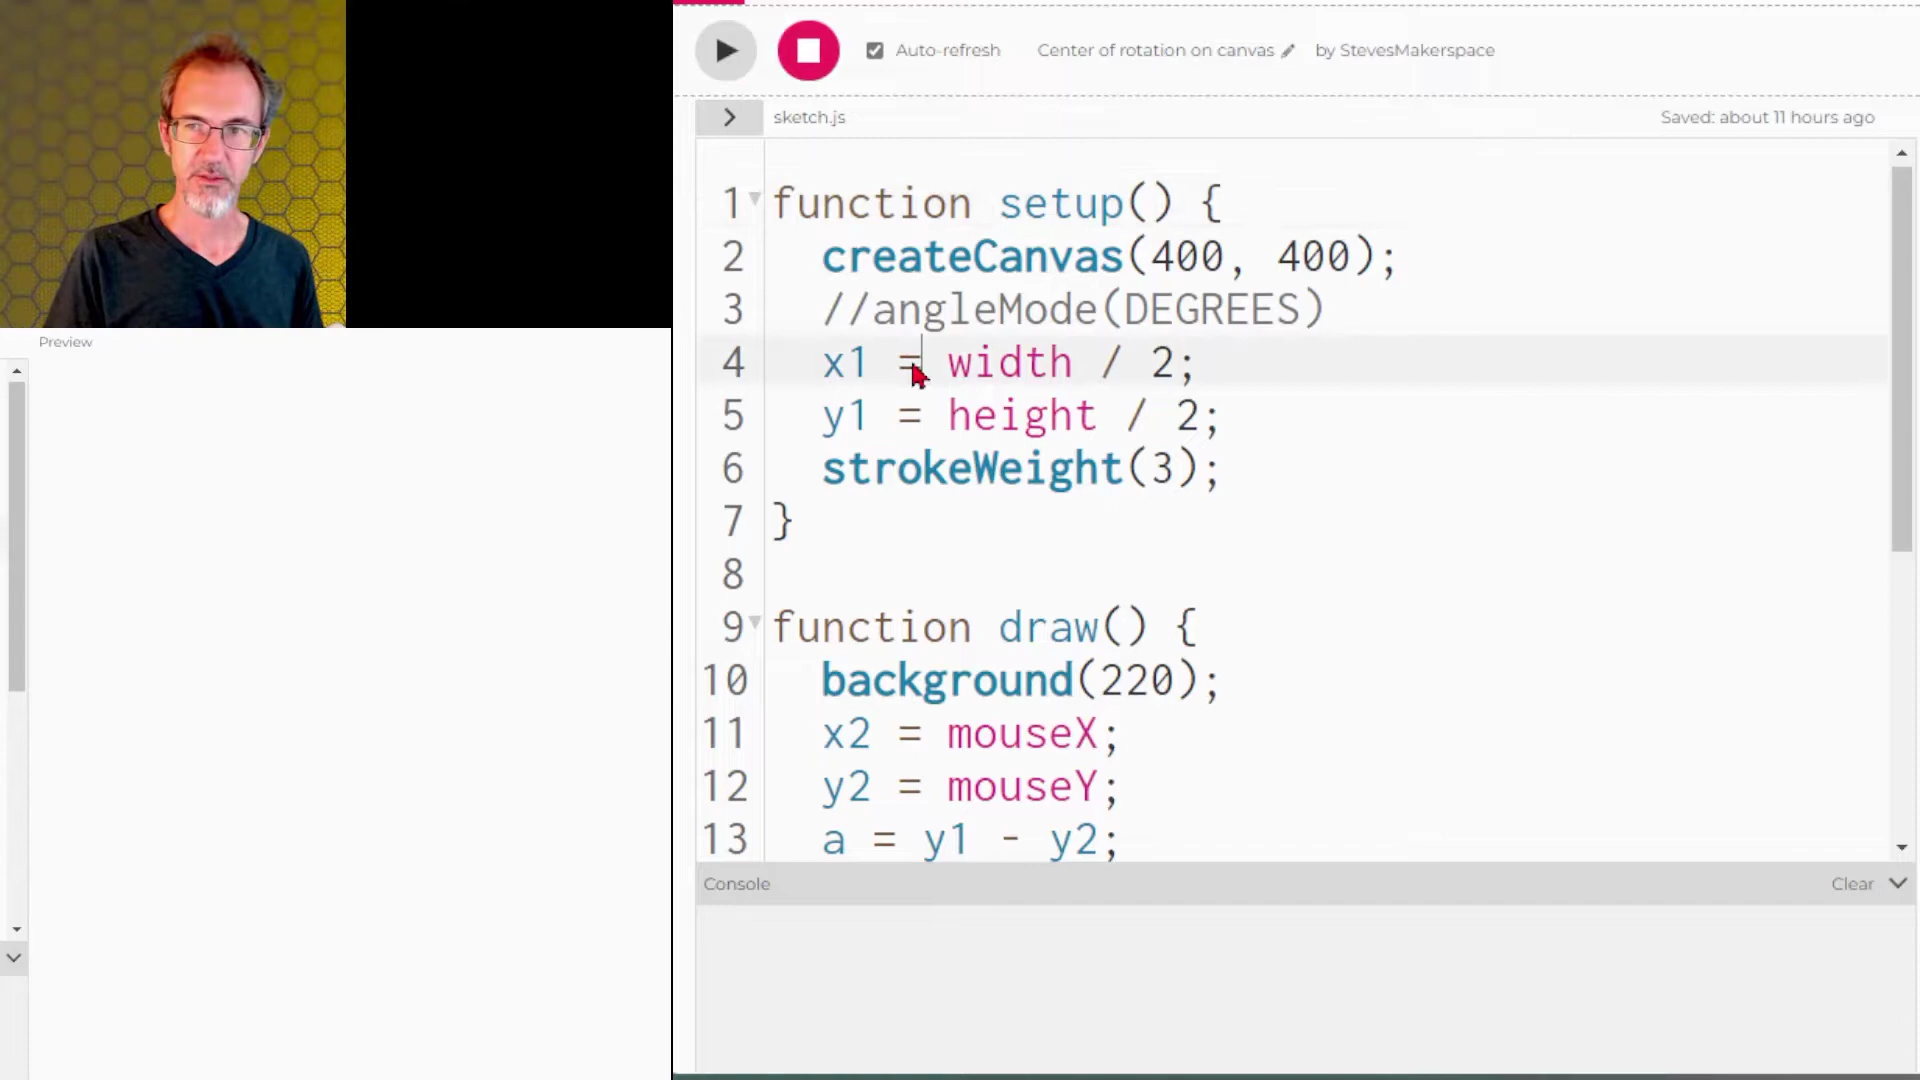 Auto-refresh Center of rotation on canvas by StevesMakerspace
sketch.js Saved: about 11 hours ago
Preview
1 function setup() {
2 createCanvas(400, 400);
3 //angleMode(DEGREES)
4 x1 = width / 2;
5 y1 = height / 2;
6 strokeWeight(3);
7 }
8
9 function draw() {
10 background(220);
11 x2 = mouseX;
12 y2 = mouseY;
13 a = y1 - y2;
Console Clear